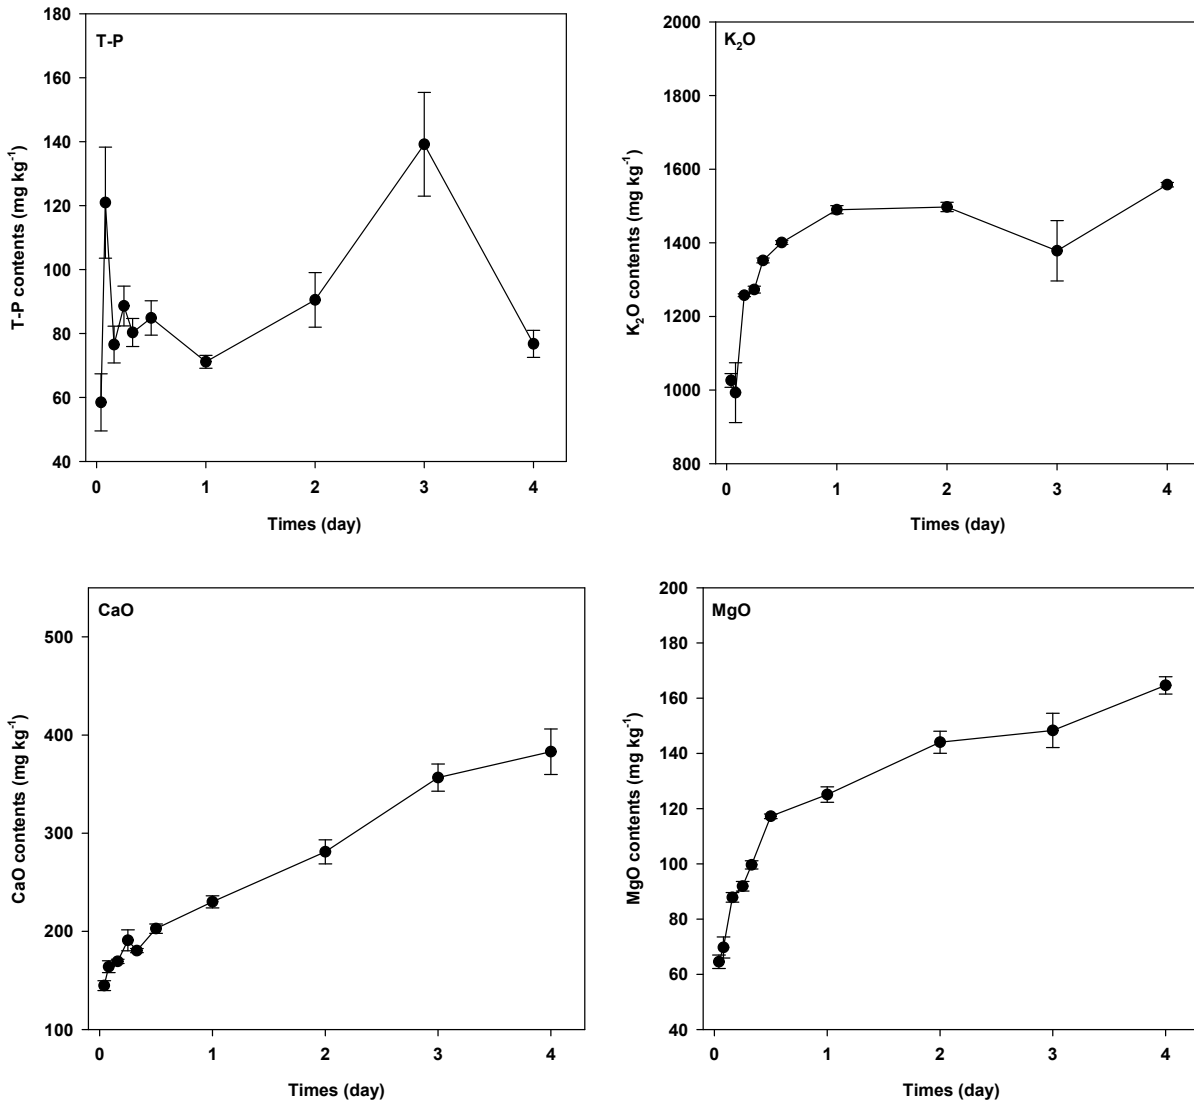 T-P
T-P contents (mg kg⁻¹)
180
160
140
120
100
80
60
40
0 1 2 3 4
Times (day)
K₂O
K₂O contents (mg kg⁻¹)
2000
1800
1600
1400
1200
1000
800
0 1 2 3 4
Times (day)
CaO
CaO contents (mg kg⁻¹)
500
400
300
200
100
0 1 2 3 4
Times (day)
MgO
MgO contents (mg kg⁻¹)
200
180
160
140
120
100
80
60
40
0 1 2 3 4
Times (day)